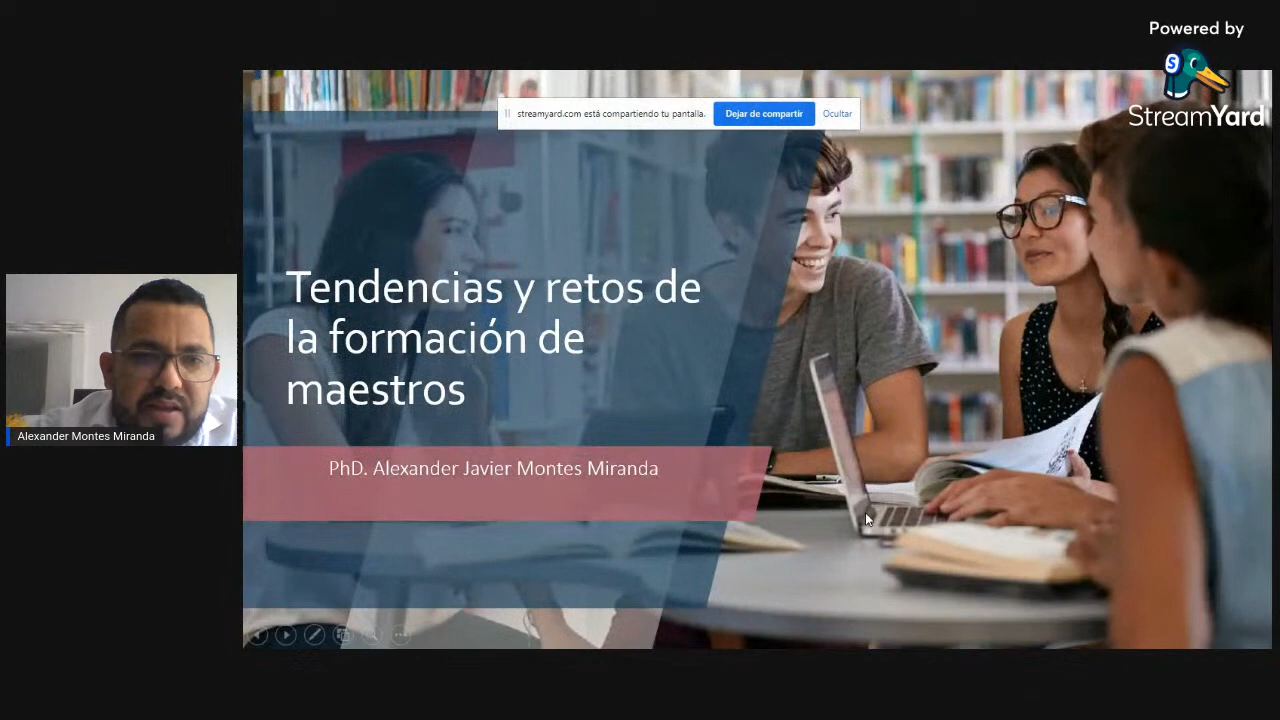 Powered by
StreamYard
streamyard.com está compartiendo tu pantalla.
Dejar de compartir
Ocultar
Tendencias y retos de
la formación de
maestros
PhD. Alexander Javier Montes Miranda
Alexander Montes Miranda